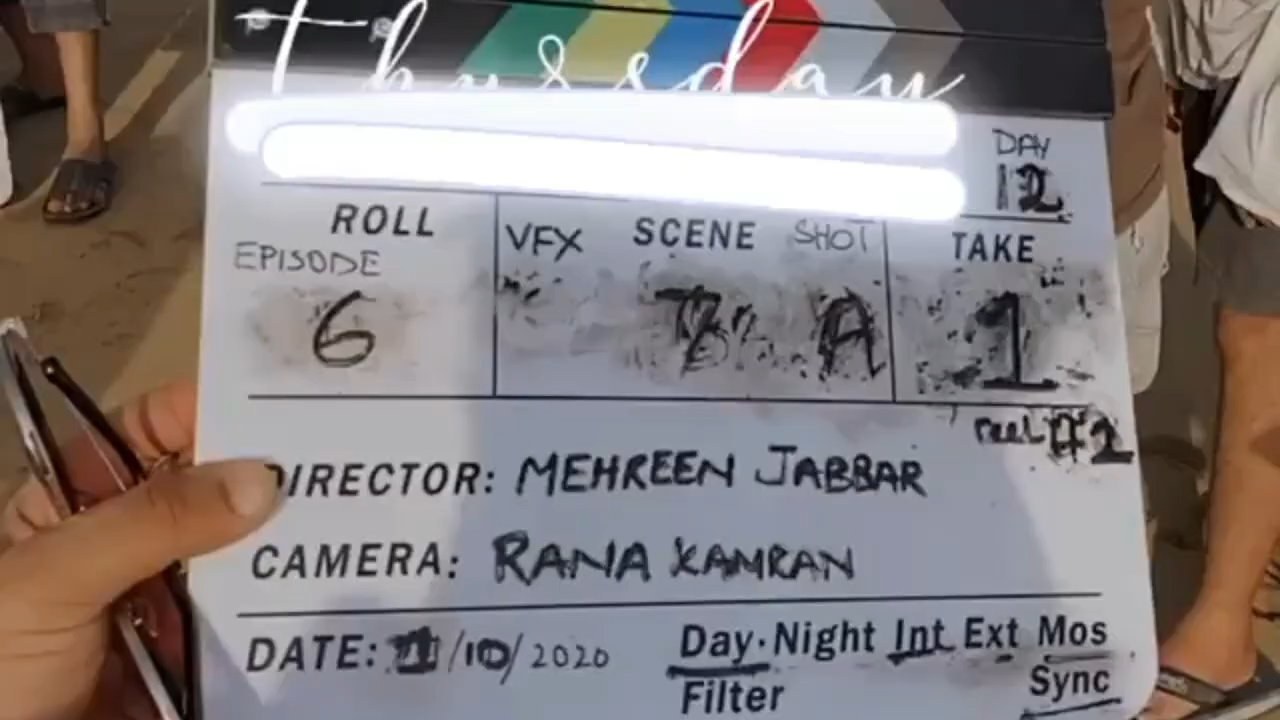 Thursday
DAY
12
ROLL VFX SCENE SHOT TAKE
EPISODE
6 A 1
reel #2
DIRECTOR: MEHREEN JABBAR
CAMERA: RANA KAMRAN
DATE: /10/2020 Day·Night Int Ext Mos
Filter Sync